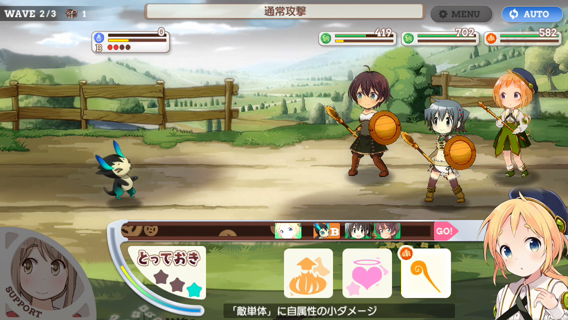 WAVE 2/3 1
通常攻撃
MENU
AUTO
0
B
419
702
582
B
GO!
とっておき
SUPPORT
「敵単体」に自属性の小ダメージ